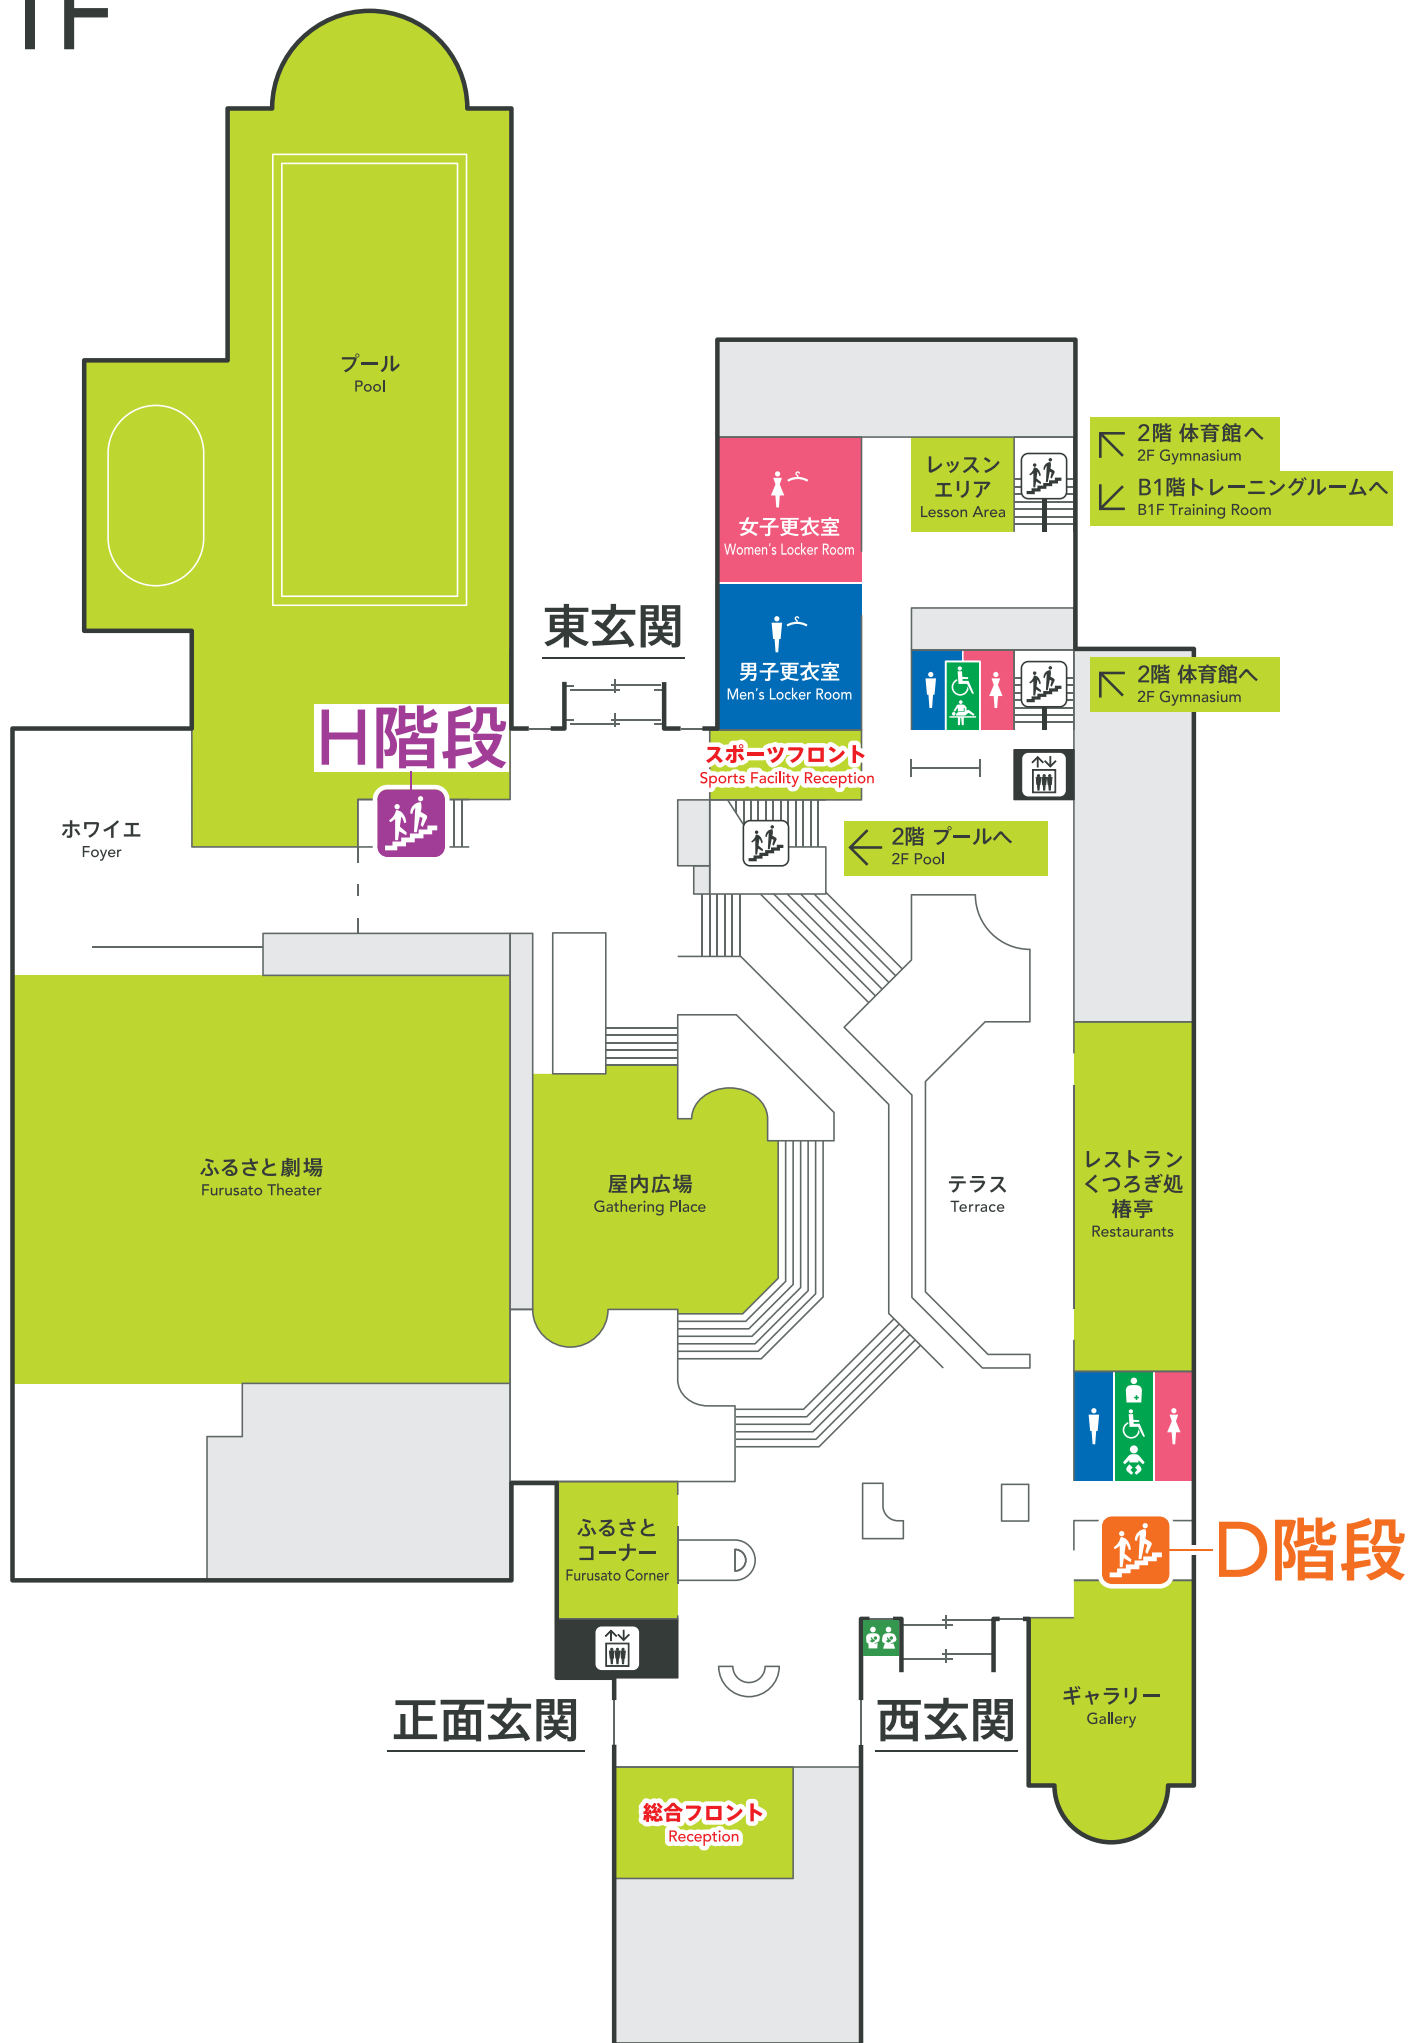 1F
プール
Pool
2階 体育館へ
2F Gymnasium
B1階トレーニングルームへ
B1F Training Room
レッスン
エリア
Lesson Area
女子更衣室
Women's Locker Room
東玄関
男子更衣室
Men's Locker Room
2階 体育館へ
2F Gymnasium
H階段
スポーツフロント
Sports Facility Reception
ホワイエ
Foyer
2階 プールへ
2F Pool
ふるさと劇場
Furusato Theater
屋内広場
Gathering Place
テラス
Terrace
レストラン
くつろぎ処
椿亭
Restaurants
ふるさと
コーナー
Furusato Corner
D階段
正面玄関
西玄関
ギャラリー
Gallery
総合フロント
Reception